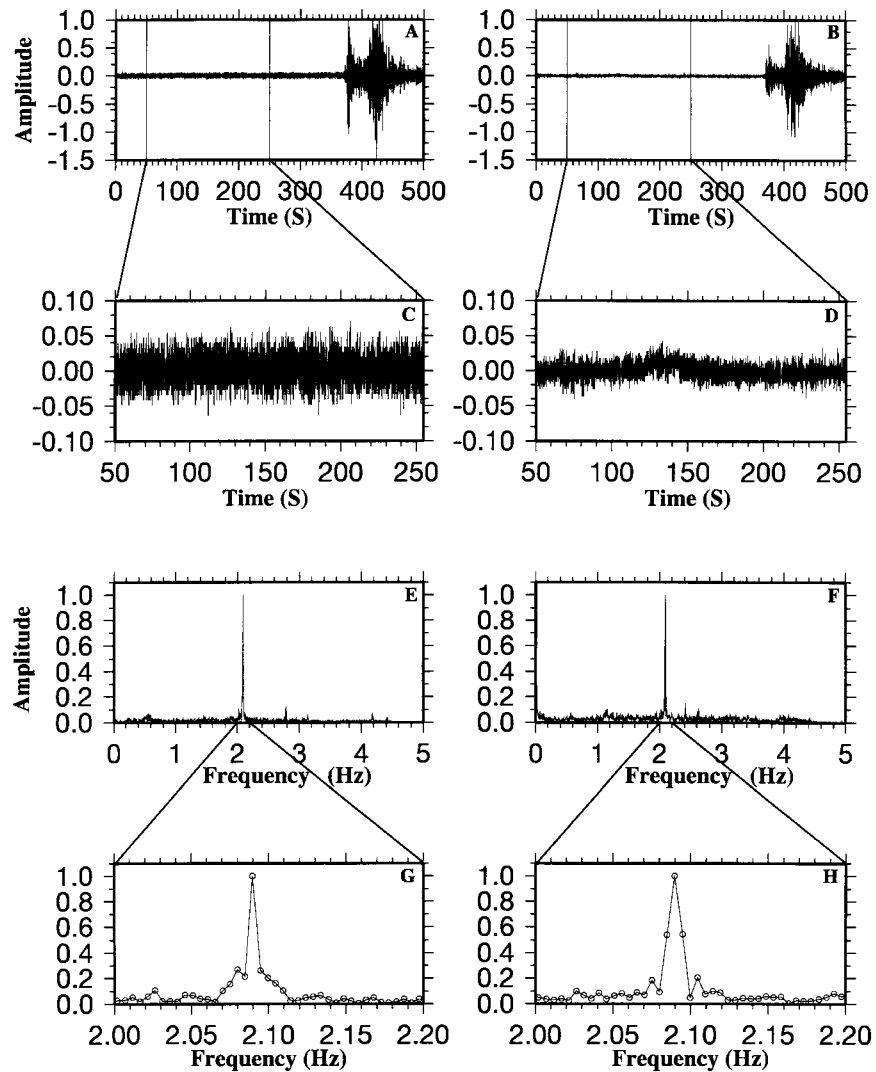 Amplitude
1.0
0.5
0.0
-0.5
-1.0
-1.5
A
0 100 200 300 400 500
Time (S)
1.0
0.5
0.0
-0.5
-1.0
-1.5
B
0 100 200 300 400 500
Time (S)
0.10
0.05
0.00
-0.05
-0.10
C
50 100 150 200 250
Time (S)
0.10
0.05
0.00
-0.05
-0.10
D
50 100 150 200 250
Time (S)
Amplitude
1.0
0.8
0.6
0.4
0.2
0.0
E
0 1 2 3 4 5
Frequency (Hz)
1.0
0.8
0.6
0.4
0.2
0.0
F
0 1 2 3 4 5
Frequency (Hz)
1.0
0.8
0.6
0.4
0.2
0.0
G
2.00 2.05 2.10 2.15 2.20
Frequency (Hz)
1.0
0.8
0.6
0.4
0.2
0.0
H
2.00 2.05 2.10 2.15 2.20
Frequency (Hz)